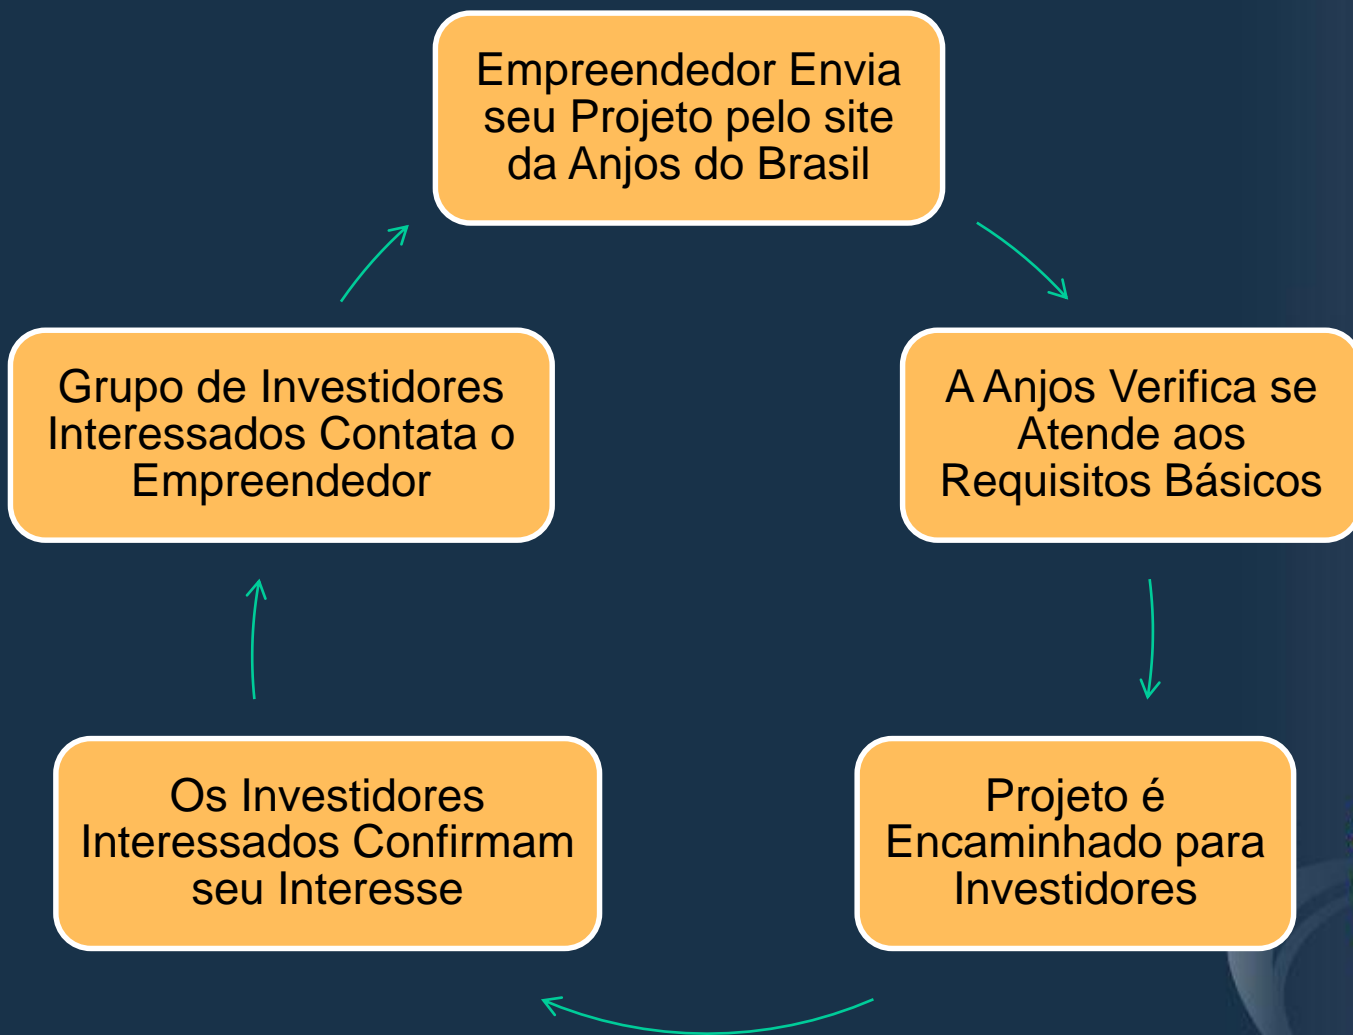 Empreendedor Envia
seu Projeto pelo site
da Anjos do Brasil
A Anjos Verifica se
Atende aos
Requisitos Básicos
Projeto é
Encaminhado para
Investidores
Os Investidores
Interessados Confirmam
seu Interesse
Grupo de Investidores
Interessados Contata o
Empreendedor